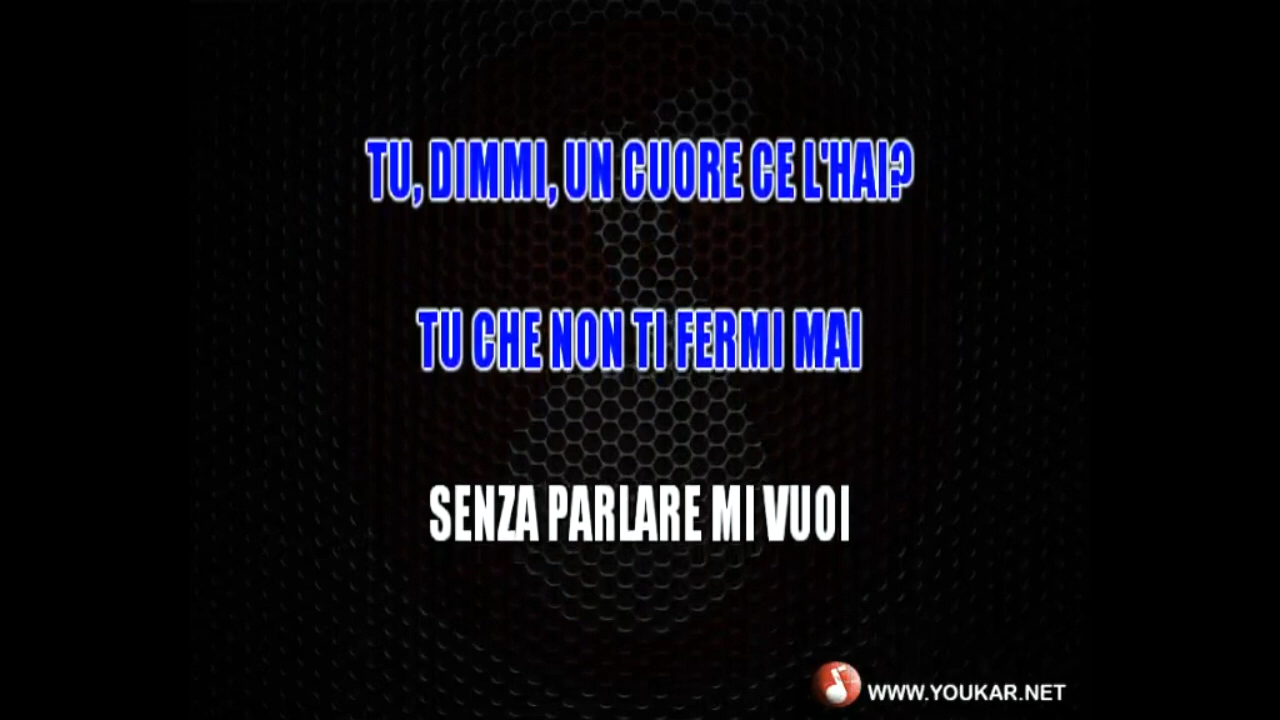 TU, DIMMI, UN CUORE CE L'HAI?
TU CHE NON TI FERMI MAI
SENZA PARLARE MI VUOI
WWW.YOUKAR.NET